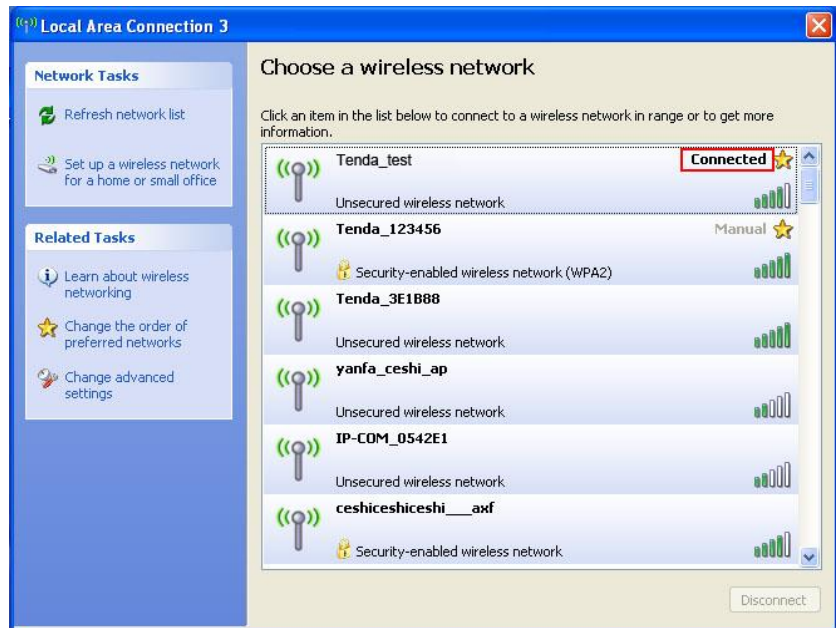 Local Area Connection 3
Network Tasks
Refresh network list
Set up a wireless network
for a home or small office
Related Tasks
Learn about wireless
networking
Change the order of
preferred networks
Change advanced
settings
Choose a wireless network
Click an item in the list below to connect to a wireless network in range or to get more
information.
Tenda_test
Connected
Unsecured wireless network
Tenda_123456
Manual
Security-enabled wireless network (WPA2)
Tenda_3E1B88
Unsecured wireless network
yanfa_ceshi_ap
Unsecured wireless network
IP-COM_0542E1
Unsecured wireless network
ceshiceshiceshi___axf
Security-enabled wireless network
Disconnect